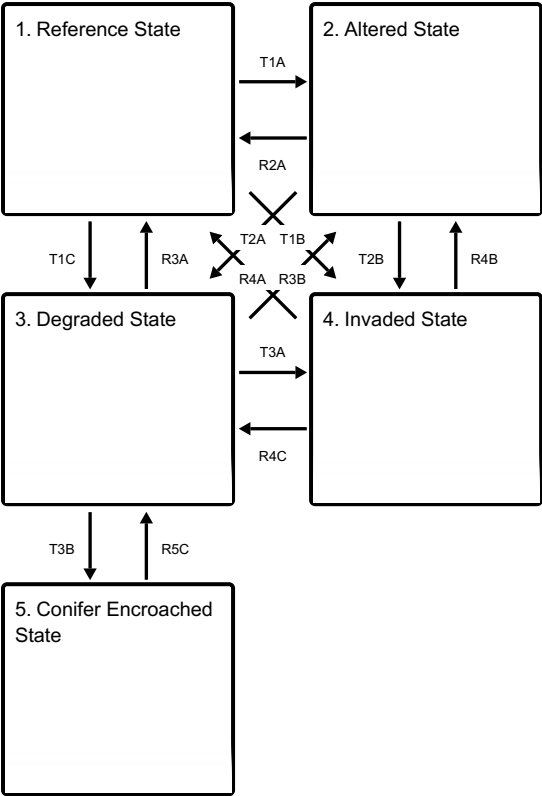 1. Reference State
2. Altered State
T1A
R2A
T2A
T1B
T1C
R3A
T2B
R4B
R4A
R3B
3. Degraded State
4. Invaded State
T3A
R4C
T3B
R5C
5. Conifer Encroached
State